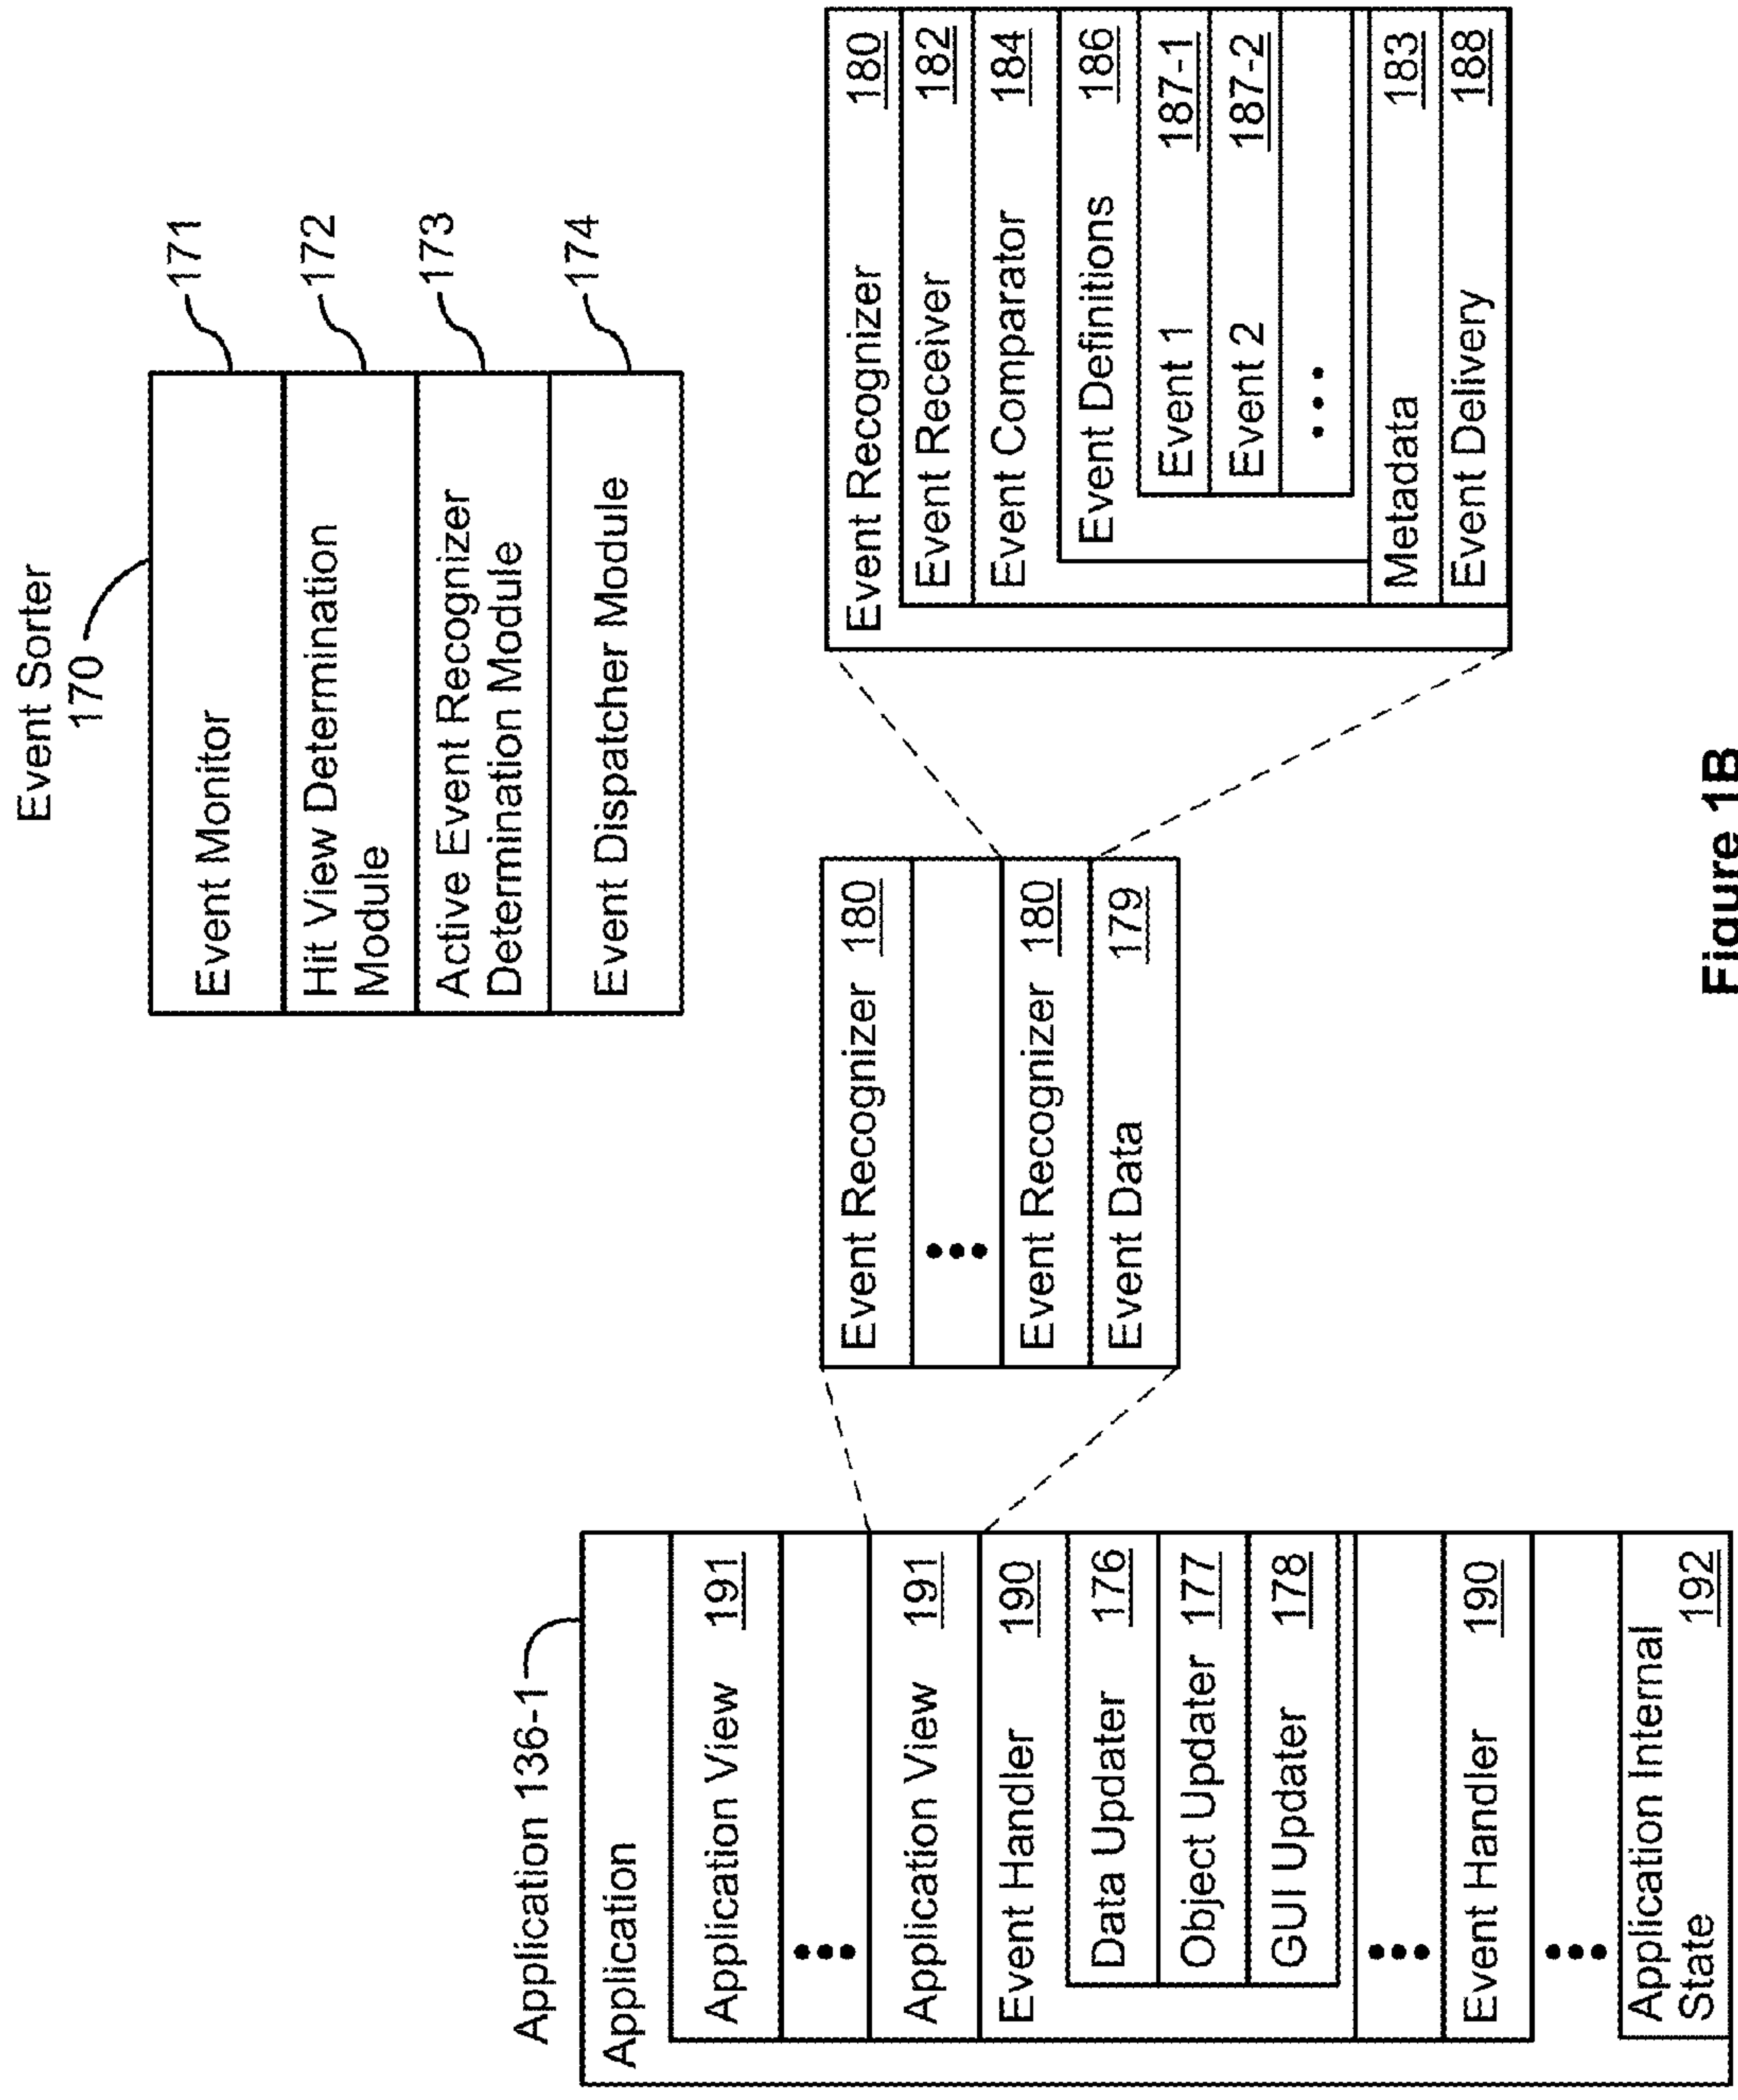 Event Sorter
170
Event Monitor
171
Hit View Determination
Module
172
Active Event Recognizer
Determination Module
173
Event Dispatcher Module
174
Application 136-1
Application
Application View 191
•••
Application View 191
Event Handler 190
Data Updater 176
Object Updater 177
GUI Updater 178
•••
Event Handler 190
•••
Application Internal
State 192
Event Recognizer 180
•••
Event Recognizer 180
Event Data 179
Event Recognizer 180
Event Receiver 182
Event Comparator 184
Event Definitions 186
Event 1 187-1
Event 2 187-2
•••
Metadata 183
Event Delivery 188
Figure 1B